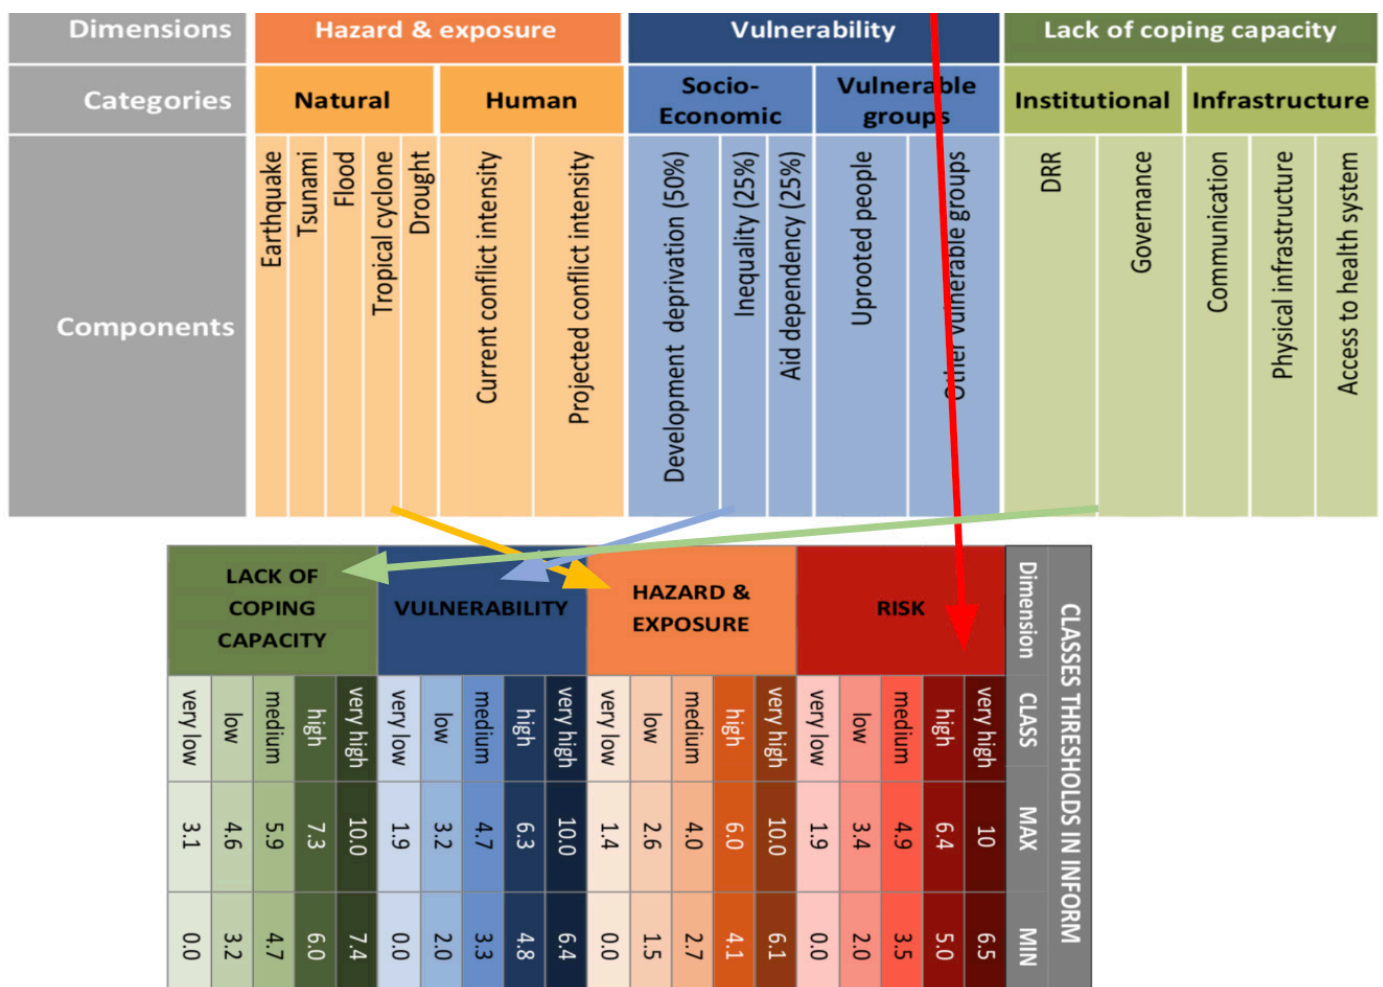 Dimensions
Hazard & exposure
Vulnerability
Lack of coping capacity
Categories
Natural
Human
Socio-
Economic
Vulnerable
groups
Institutional
Infrastructure
Components
Earthquake
Tsunami
Flood
Tropical cyclone
Drought
Current conflict intensity
Projected conflict intensity
Development deprivation (50%)
Inequality (25%)
Aid dependency (25%)
Uprooted people
Other vulnerable groups
DRR
Governance
Communication
Physical infrastructure
Access to health system
CLASSES THRESHOLDS IN INFORM
Dimension CLASS MAX MIN
RISK
very high 10 6.5
high 6.4 5.0
medium 4.9 3.5
low 3.4 2.0
very low 1.9 0.0
HAZARD &
EXPOSURE
very high 10.0 6.1
high 6.0 4.1
medium 4.0 2.7
low 2.6 1.5
very low 1.4 0.0
VULNERABILITY
very high 10.0 6.4
high 6.3 4.8
medium 4.7 3.3
low 3.2 2.0
very low 1.9 0.0
LACK OF
COPING
CAPACITY
very high 10.0 7.4
high 7.3 6.0
medium 5.9 4.7
low 4.6 3.2
very low 3.1 0.0